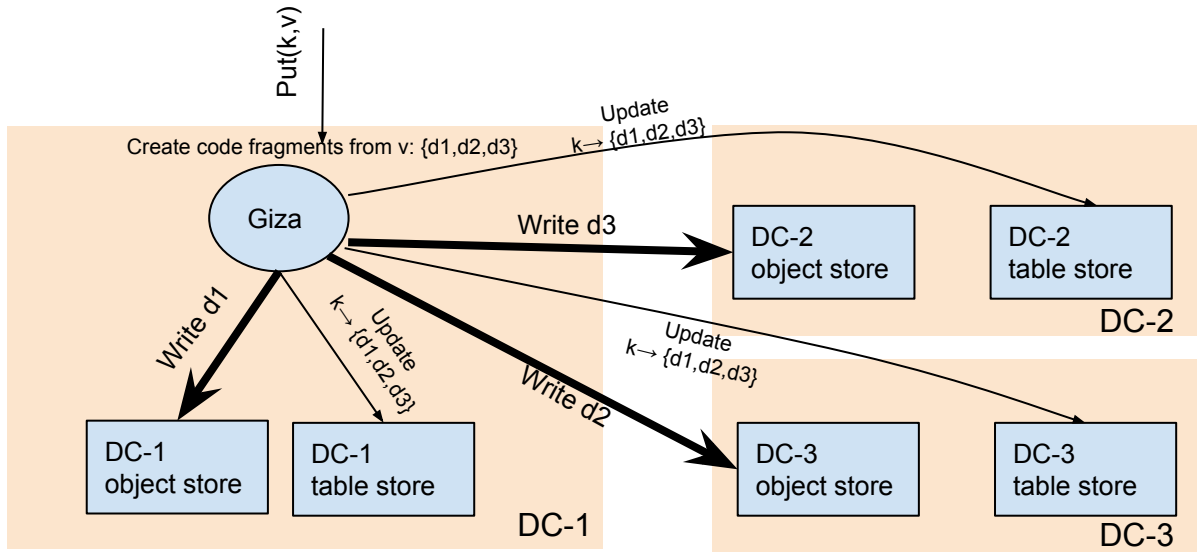 Put(k,v)
Create code fragments from v: {d1,d2,d3}
Giza
Update
k→ {d1,d2,d3}
Write d3
DC-2
object store
DC-2
table store
DC-2
Write d1
Update
k→ {d1,d2,d3}
Write d2
Update
k→ {d1,d2,d3}
DC-1
object store
DC-1
table store
DC-1
DC-3
object store
DC-3
table store
DC-3